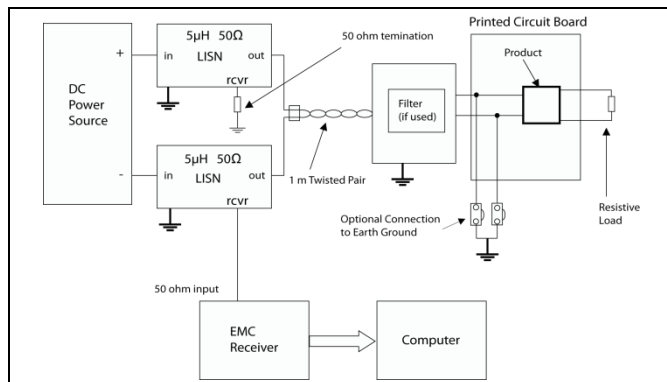 Printed Circuit Board
5µH 50Ω
LISN
in
out
rcvr
50 ohm temination
Product
+
DC
Power
Source
-
Filter
(if used)
5µH 50Ω
LISN
in
out
rcvr
1 m Twisted Pair
Optional Connection
to Earth Ground
Resistive
Load
50 ohm input
EMC
Receiver
Computer